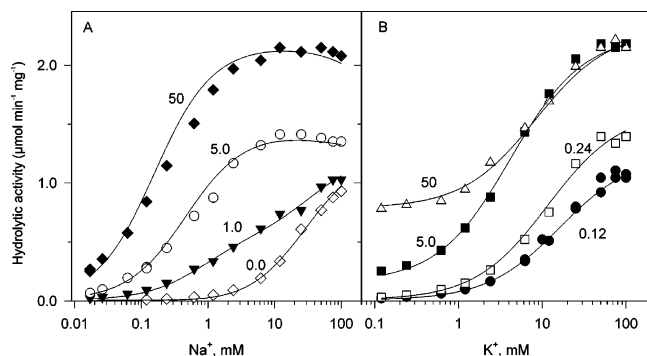 A
B
Hydrolytic activity (μmol min⁻¹ mg⁻¹)
2.0
1.0
0.0
50
5.0
1.0
0.0
50
5.0
0.24
0.12
0.01 0.1 1 10 100
0.1 1 10 100
Na⁺, mM
K⁺, mM